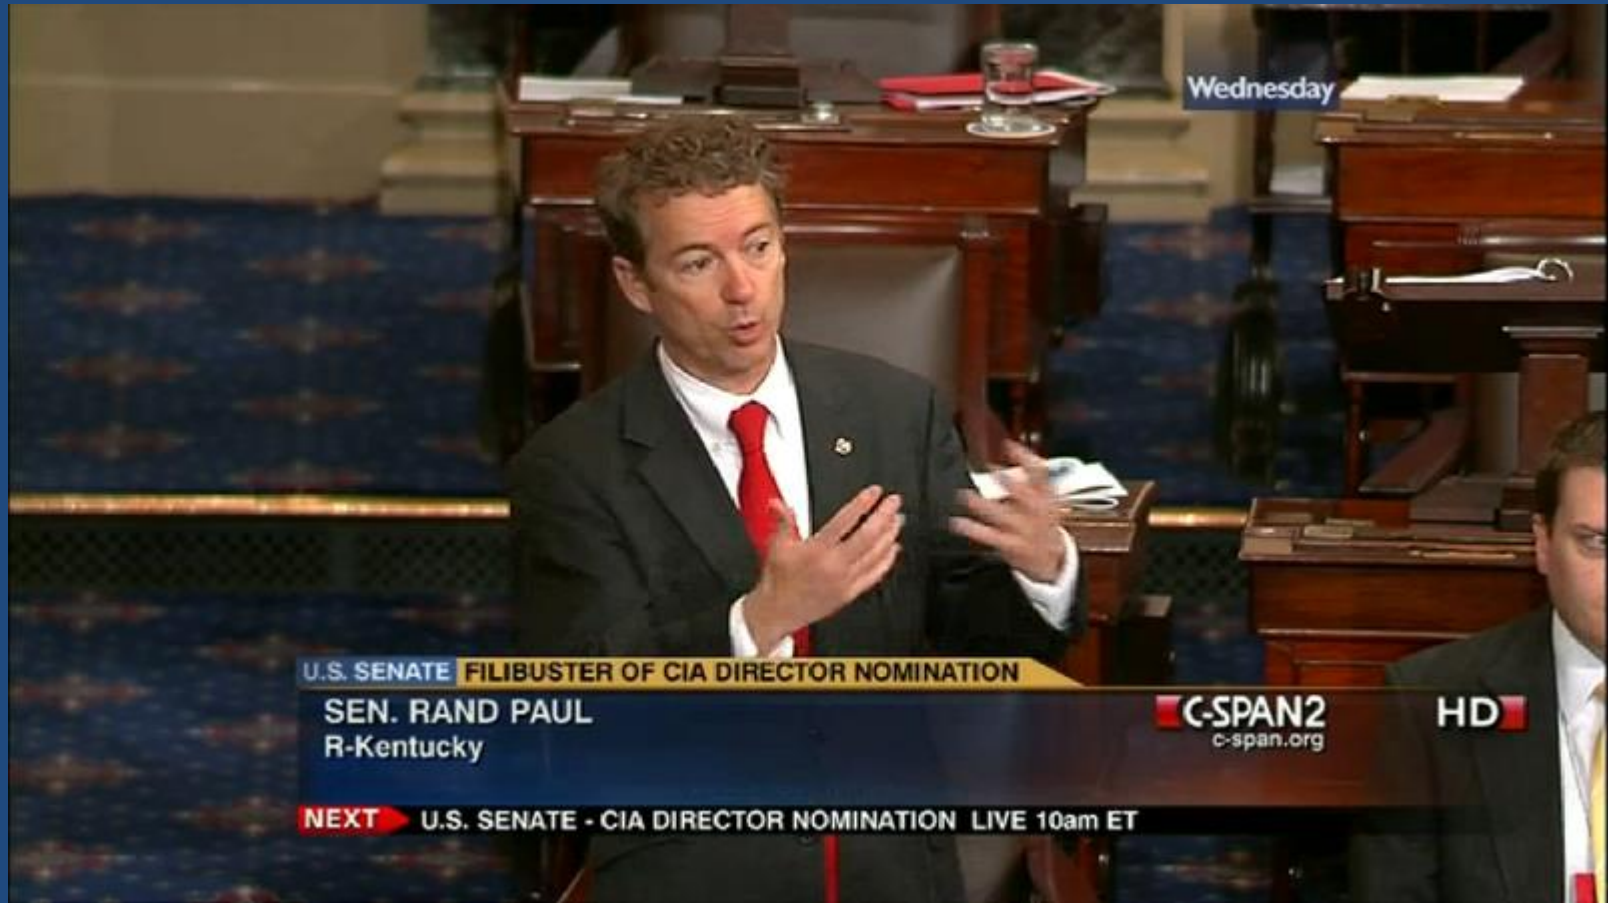 Wednesday
U.S. SENATE FILIBUSTER OF CIA DIRECTOR NOMINATION
SEN. RAND PAUL
R-Kentucky
C-SPAN2
c-span.org
HD
NEXT U.S. SENATE - CIA DIRECTOR NOMINATION LIVE 10am ET